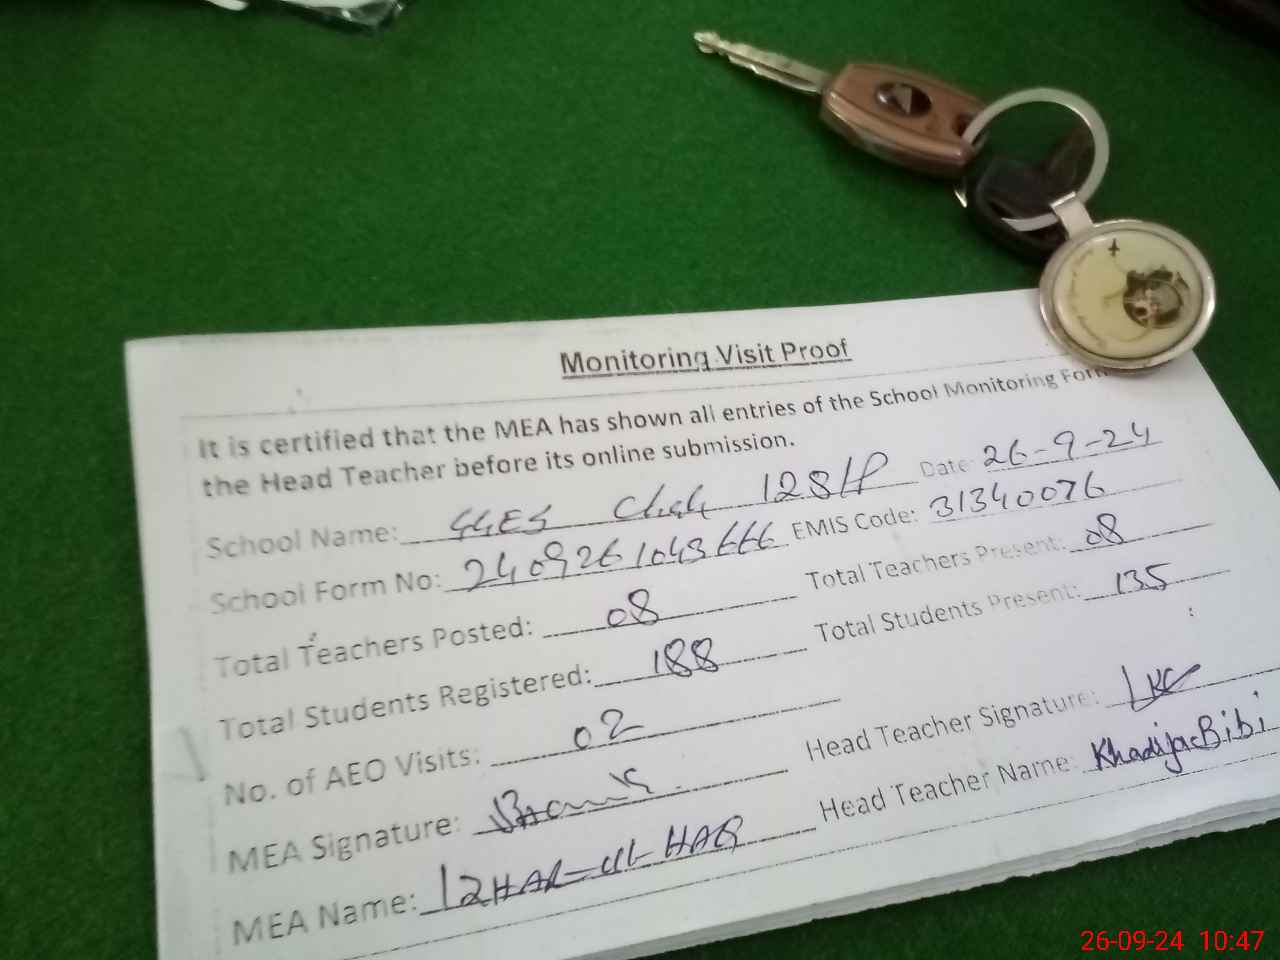 Monitoring Visit Proof
It is certified that the MEA has shown all entries of the School Monitoring Form
the Head Teacher before its online submission.
School Name: GGES Chak 128/P Date 26-9-24
School Form No: 2409261043666 EMIS Code: 31340076
Total Teachers Posted: 08 Total Teachers Present: 08
Total Students Registered: 188 Total Students Present: 135
No. of AEO Visits: 02
MEA Signature: Head Teacher Signature:
MEA Name: IZHAR-UL-HAQ Head Teacher Name: Khadija Bibi
26-09-24 10:47